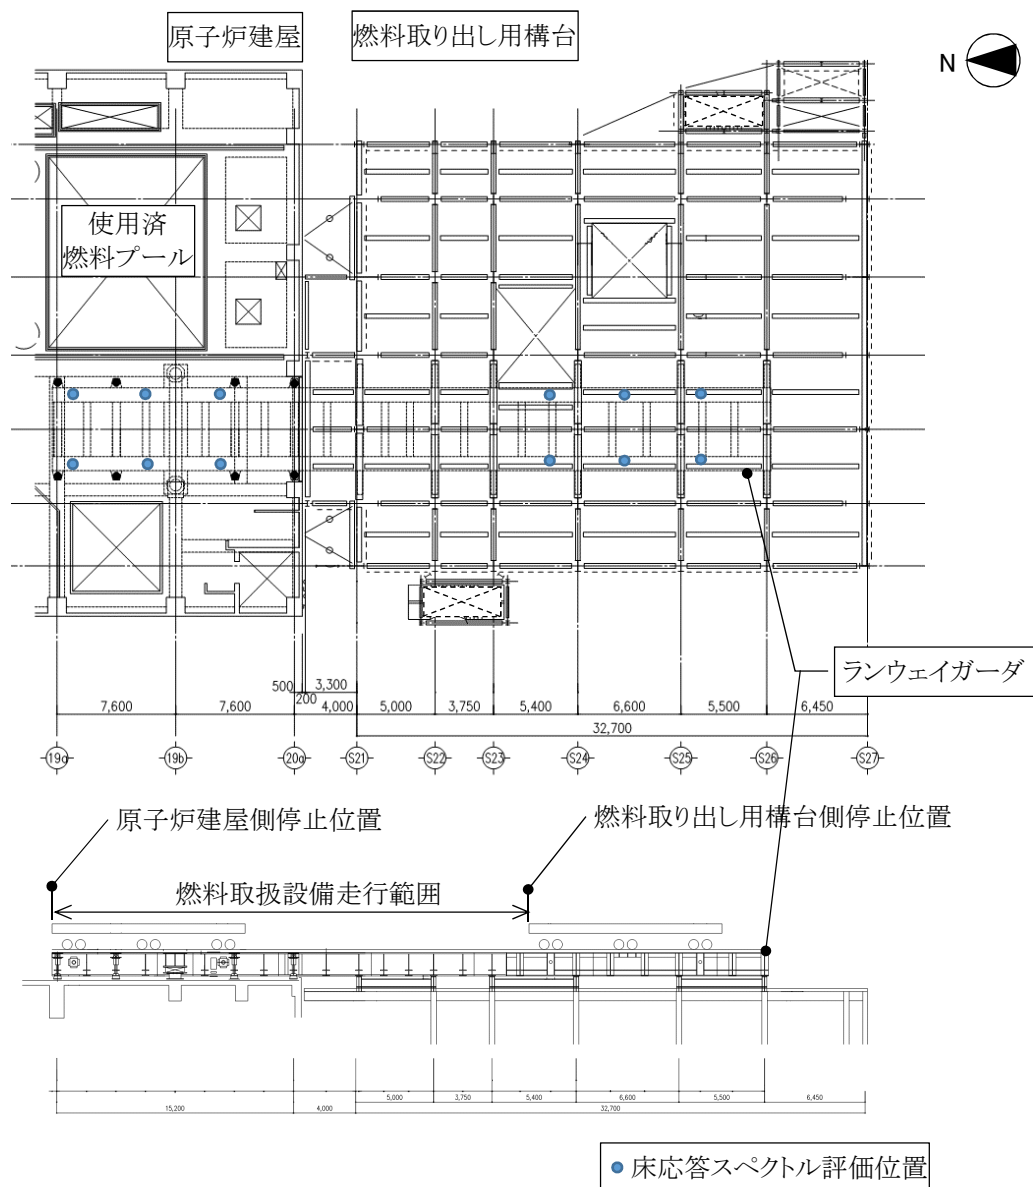 原子炉建屋
燃料取り出し用構台
N
使用済
燃料プール
ランウェイガーダ
500 3,300
200
7,600 7,600 4,000 5,000 3,750 5,400 6,600 5,500 6,450
32,700
19a 19b 20a S21 S22 S23 S24 S25 S26 S27
原子炉建屋側停止位置
燃料取り出し用構台側停止位置
燃料取扱設備走行範囲
5,000 3,750 5,400 6,600 5,500 6,450
15,200 4,000 32,700
床応答スペクトル評価位置